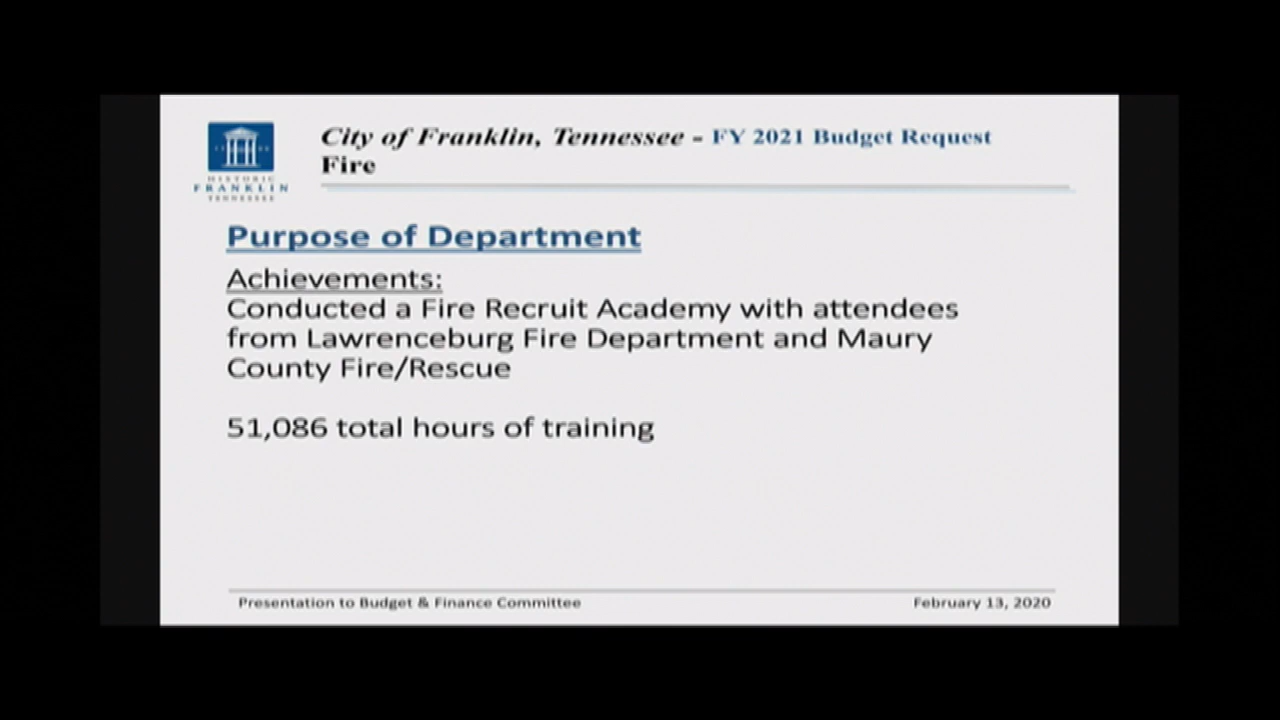 City of Franklin, Tennessee - FY 2021 Budget Request
Fire
HISTORIC
FRANKLIN
TENNESSEE
Purpose of Department
Achievements:
Conducted a Fire Recruit Academy with attendees
from Lawrenceburg Fire Department and Maury
County Fire/Rescue
51,086 total hours of training
Presentation to Budget & Finance Committee
February 13, 2020